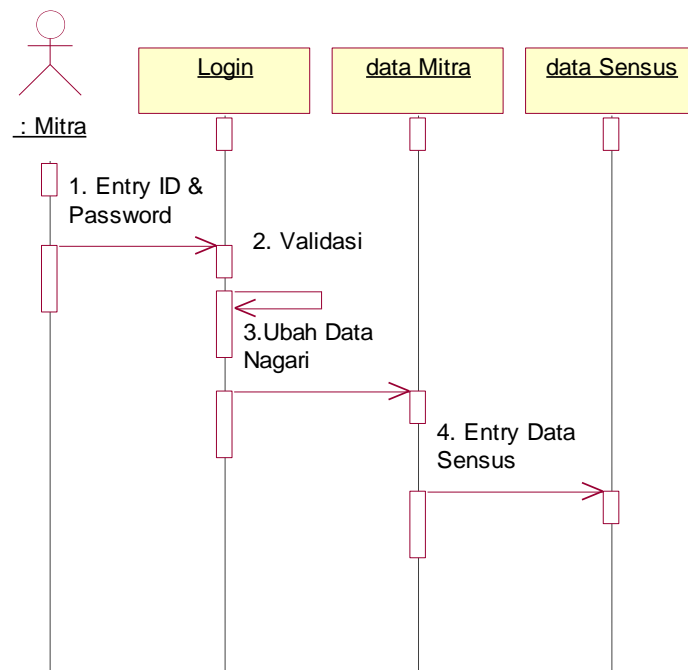 Login
data Mitra
data Sensus
: Mitra
1. Entry ID &
Password
2. Validasi
3.Ubah Data
Nagari
4. Entry Data
Sensus